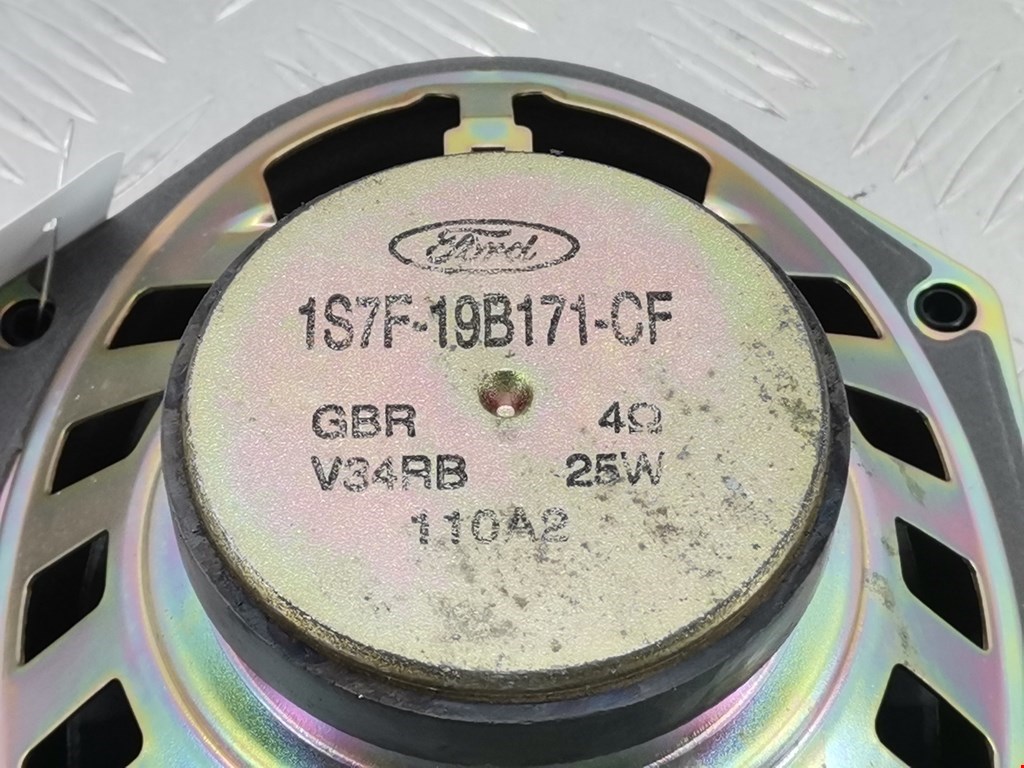 Ford
1S7F-19B171-CF
GBR 4Ω
V34RB 25W
110A2